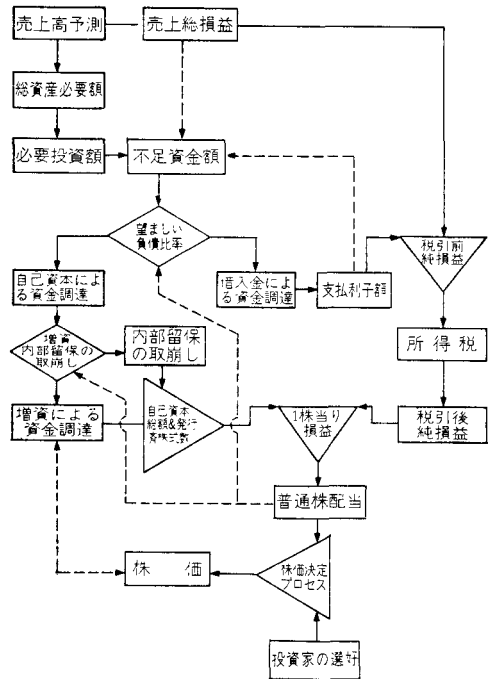 売上高予測
売上総損益
総資産必要額
必要投資額
不足資金額
望ましい
負債比率
税引前
純損益
自己資本によ
る資金調達
借入金によ
る資金調達
支払利子額
増資
内部留保の
取崩し
内部留保
の取崩し
所得税
増資による
資金調達
自己資本
総額&発行
済株式数
1株当り
損益
税引後
純損益
普通株配当
株価
株価決定
プロセス
投資家の選好